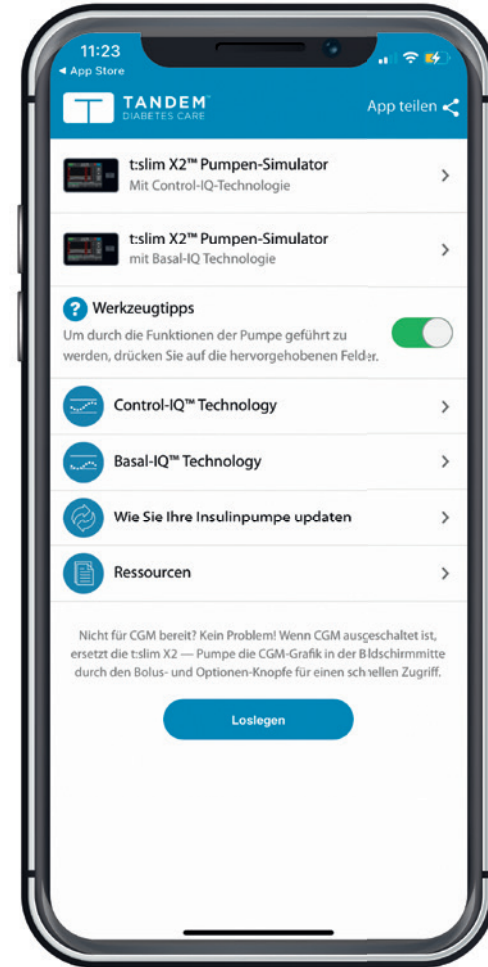 11:23
◀ App Store
TANDEM™
DIABETES CARE
App teilen
t:slim X2™ Pumpen-Simulator
Mit Control-IQ-Technologie
t:slim X2™ Pumpen-Simulator
mit Basal-IQ Technologie
? Werkzeugtipps
Um durch die Funktionen der Pumpe geführt zu
werden, drücken Sie auf die hervorgehobenen Felder.
Control-IQ™ Technology
Basal-IQ™ Technology
Wie Sie Ihre Insulinpumpe updaten
Ressourcen
Nicht für CGM bereit? Kein Problem! Wenn CGM ausgeschaltet ist,
ersetzt die t:slim X2 — Pumpe die CGM-Grafik in der Bildschirmmitte
durch den Bolus- und Optionen-Knopfe für einen schnellen Zugriff.
Loslegen